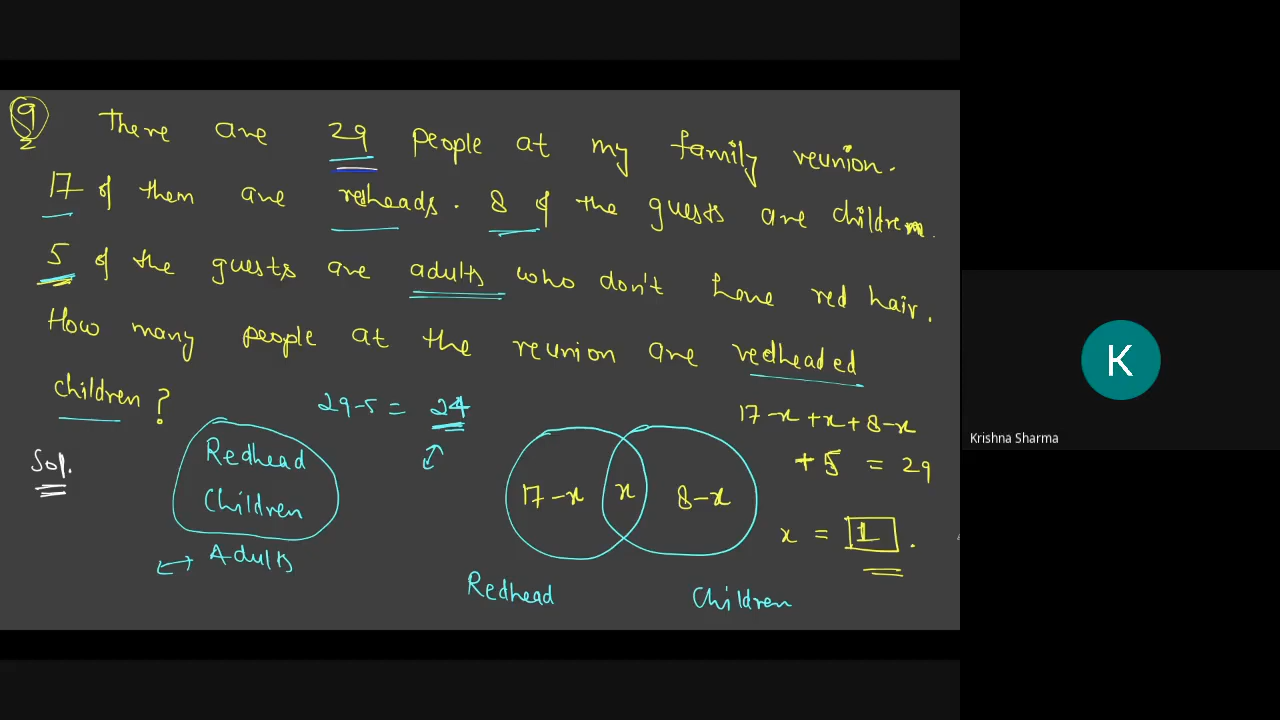 9
There are 29 people at my family reunion.
17 of them are redheads. 8 of the guests are children.
5 of the guests are adults who don't have red hair.
How many people at the reunion are redheaded
children?
29-5 = 24
17-x+x+8-x
+5 = 29
x = 1.
Sol.
Redhead
Children
Adults
17-x
x
8-x
Redhead
Children
K
Krishna Sharma